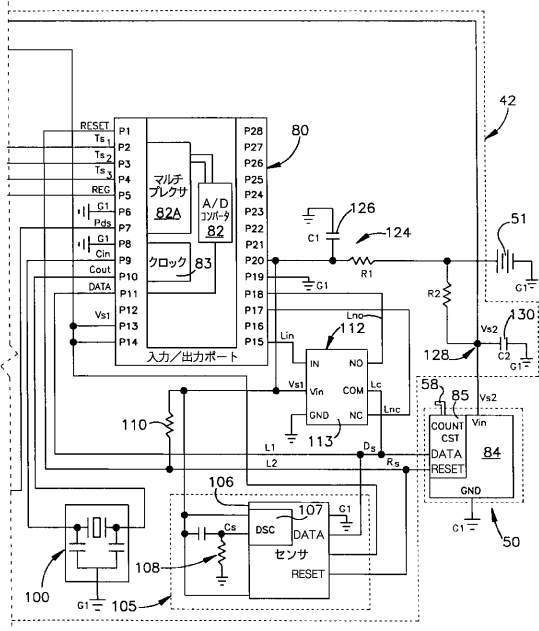 42
RESET
Ts1
Ts2
Ts3
REG
G1
Pds
G1
Cin
Cout
DATA
Vs1
P1
P2
P3
P4
P5
P6
P7
P8
P9
P10
P11
P12
P13
P14
マルチ
プレクサ
82A
A/D
コンバータ
82
クロック
83
入力/出力ポート
P28
P27
P26
P25
P24
P23
P22
P21
P20
P19
P18
P17
P16
P15
80
G1
C1
126
124
R1
R2
51
G1
Vs2
130
C2
G1
128
Lno
Lin
112
IN
NO
Vs1
Vin
COM
Lc
GND
NC
Lnc
113
110
L1
L2
Ds
Rs
58
85
Vs2
COUNT
CST
Vin
DATA
RESET
84
GND
G1
50
106
107
Cs
DSC
センサ
DATA
G1
RESET
108
105
100
G1